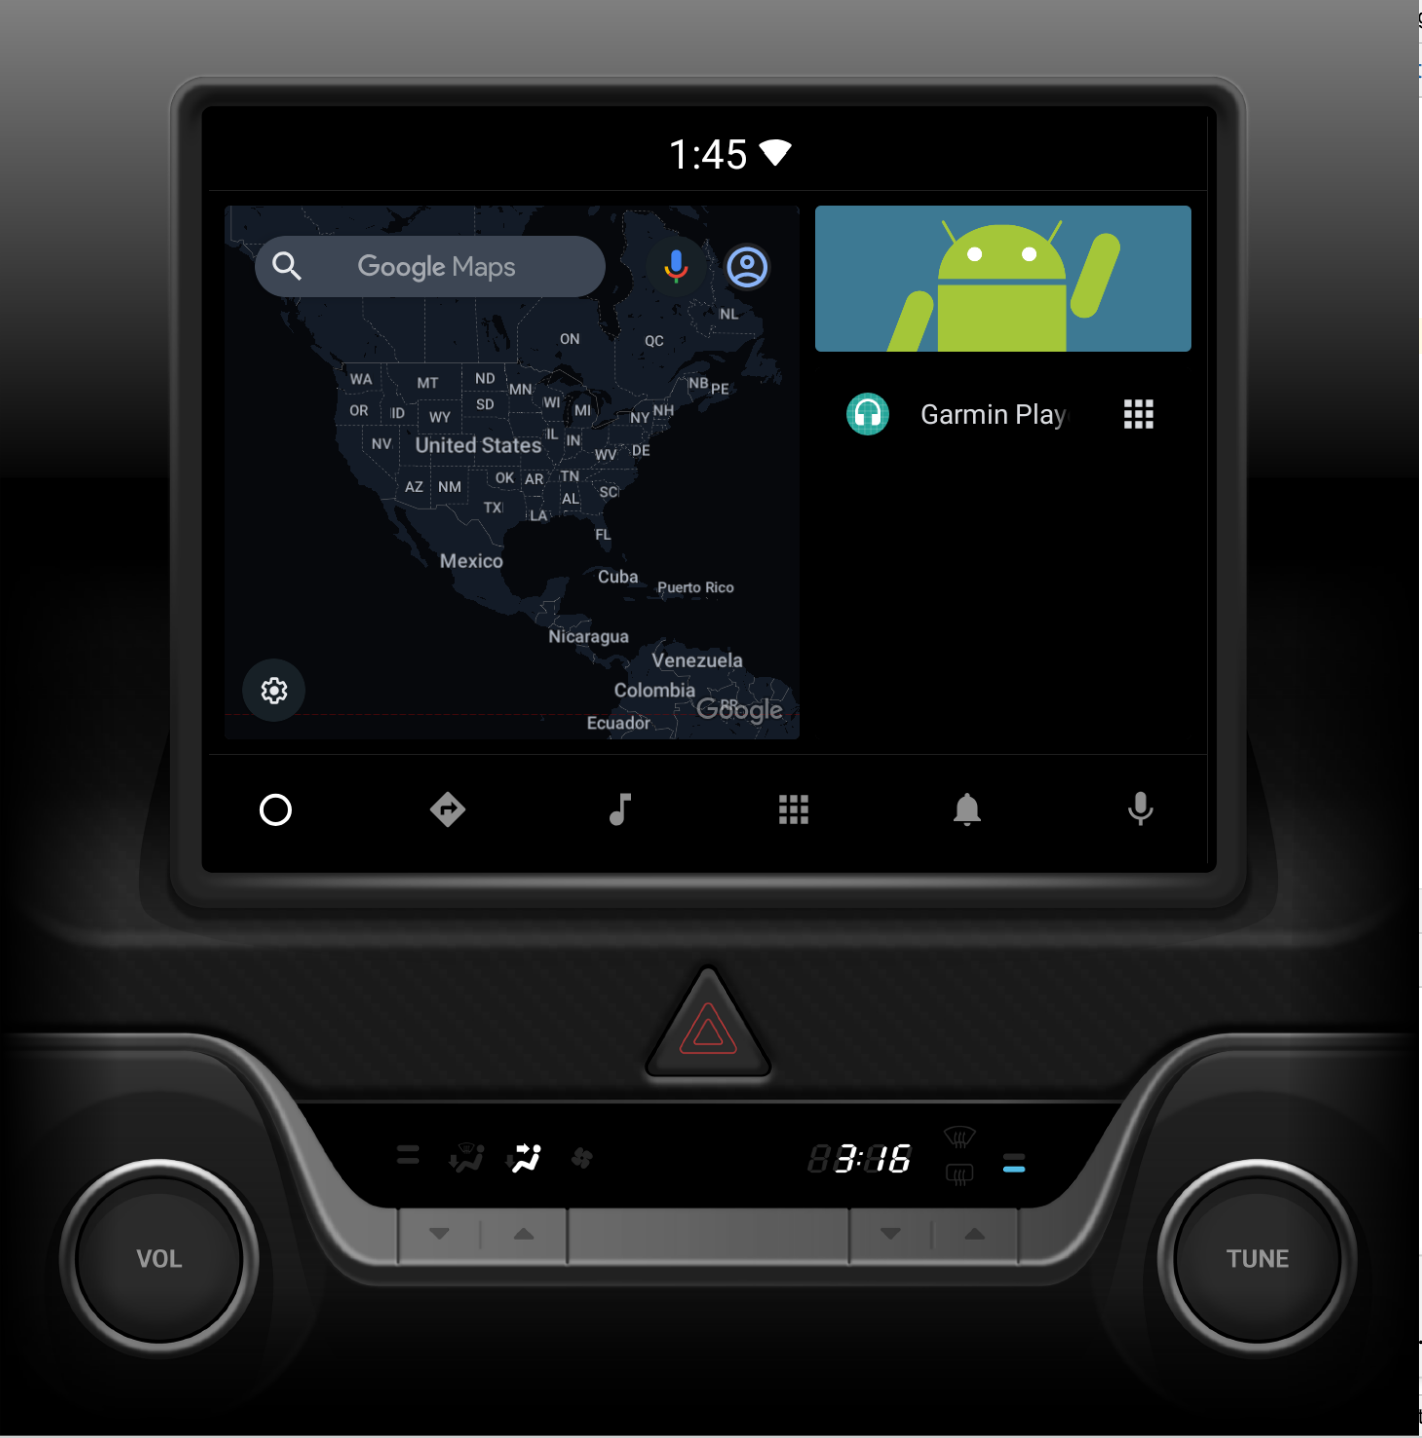 1:45
Google Maps
NL
ON
QC
WA
MT
ND
MN
NB
PE
OR
ID
WY
SD
WI
MI
NY
NH
NV
United States
IL
IN
WV
DE
AZ
NM
OK
AR
TN
SC
TX
LA
AL
FL
Mexico
Cuba
Puerto Rico
Nicaragua
Venezuela
Colombia
RR
Google
Ecuador
Garmin Play
3:16
VOL
TUNE